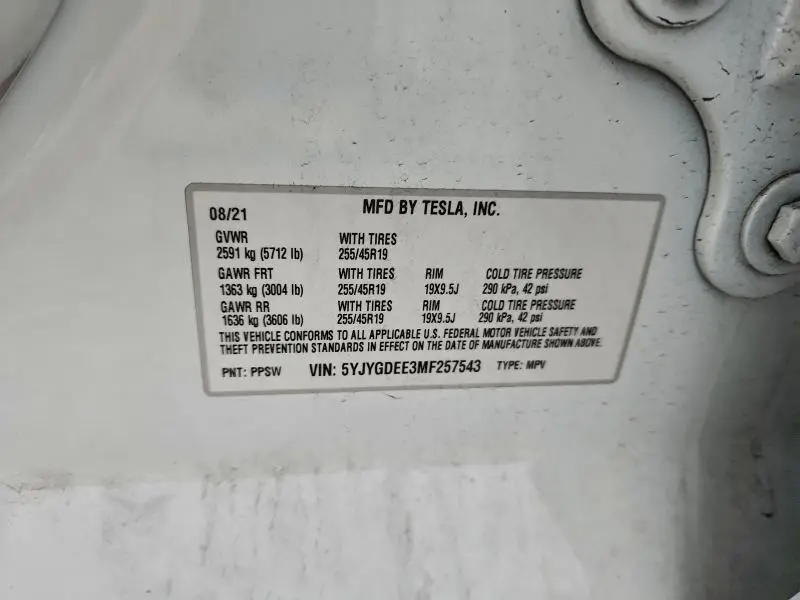 08/21 MFD BY TESLA, INC.
GVWR WITH TIRES
2591 kg (5712 lb) 255/45R19
GAWR FRT WITH TIRES RIM COLD TIRE PRESSURE
1363 kg (3004 lb) 255/45R19 19X9.5J 290 kPa, 42 psi
GAWR RR WITH TIRES RIM COLD TIRE PRESSURE
1636 kg (3606 lb) 255/45R19 19X9.5J 290 kPa, 42 psi
THIS VEHICLE CONFORMS TO ALL APPLICABLE U.S. FEDERAL MOTOR VEHICLE SAFETY AND
THEFT PREVENTION STANDARDS IN EFFECT ON THE DATE OF MANUFACTURE SHOWN ABOVE.
PNT: PPSW VIN: 5YJYGDEE3MF257543 TYPE: MPV